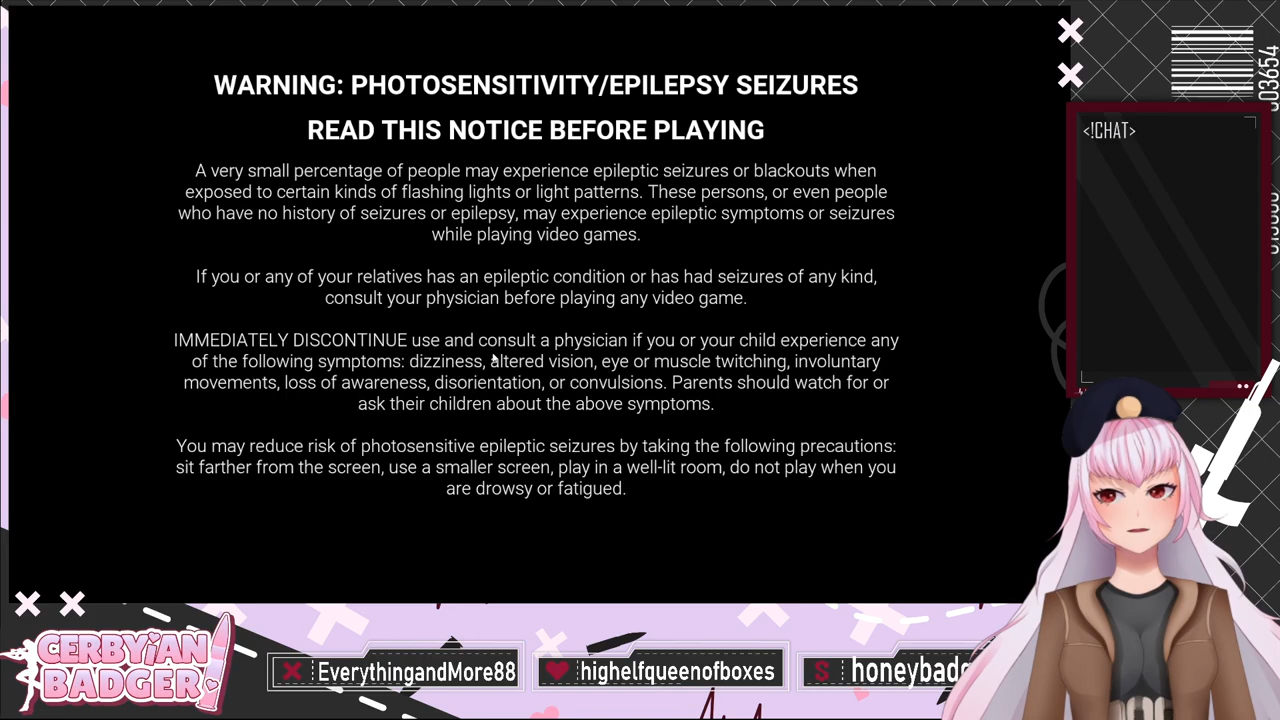 WARNING: PHOTOSENSITIVITY/EPILEPSY SEIZURES
READ THIS NOTICE BEFORE PLAYING
A very small percentage of people may experience epileptic seizures or blackouts when
exposed to certain kinds of flashing lights or light patterns. These persons, or even people
who have no history of seizures or epilepsy, may experience epileptic symptoms or seizures
while playing video games.
If you or any of your relatives has an epileptic condition or has had seizures of any kind,
consult your physician before playing any video game.
IMMEDIATELY DISCONTINUE use and consult a physician if you or your child experience any
of the following symptoms: dizziness, altered vision, eye or muscle twitching, involuntary
movements, loss of awareness, disorientation, or convulsions. Parents should watch for or
ask their children about the above symptoms.
You may reduce risk of photosensitive epileptic seizures by taking the following precautions:
sit farther from the screen, use a smaller screen, play in a well-lit room, do not play when you
are drowsy or fatigued.
<!CHAT>
CERBYIAN
BADGER
EverythingandMore88
highelfqueenofboxes